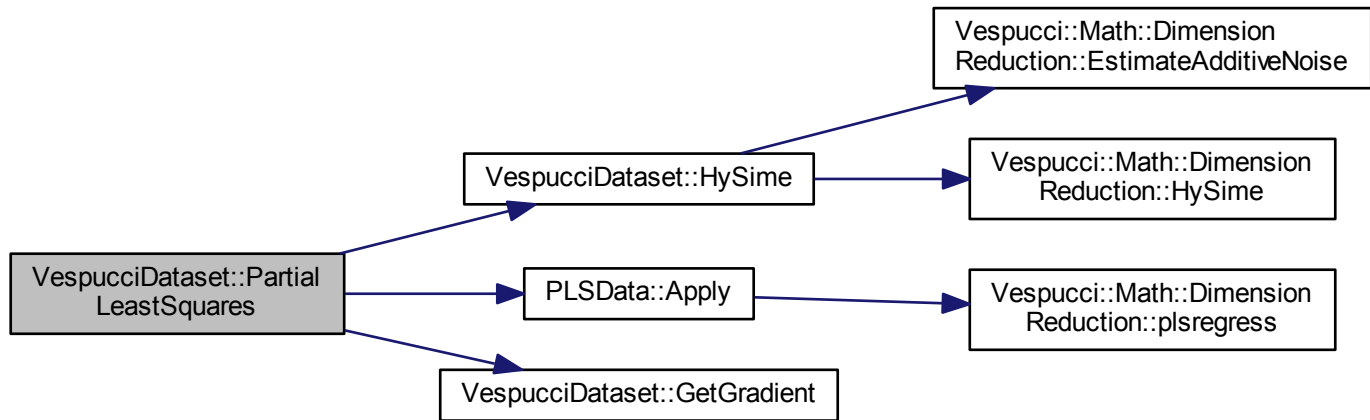 Vespucci::Math::Dimension
Reduction::EstimateAdditiveNoise
VespucciDataset::HySime
Vespucci::Math::Dimension
Reduction::HySime
VespucciDataset::Partial
LeastSquares
PLSData::Apply
Vespucci::Math::Dimension
Reduction::plsregress
VespucciDataset::GetGradient